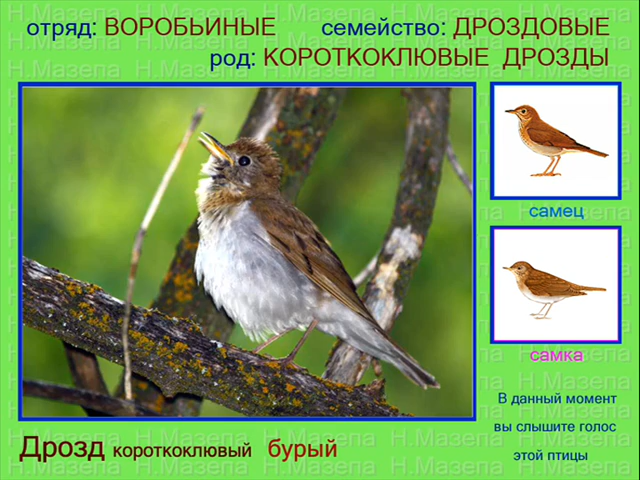 отряд: ВОРОБЬИНЫЕ семейство: ДРОЗДОВЫЕ
род: КОРОТКОКЛЮВЫЕ ДРОЗДЫ
самец
самка
В данный момент
вы слышите голос
этой птицы
Дрозд короткоклювый бурый
Н.Мазепа